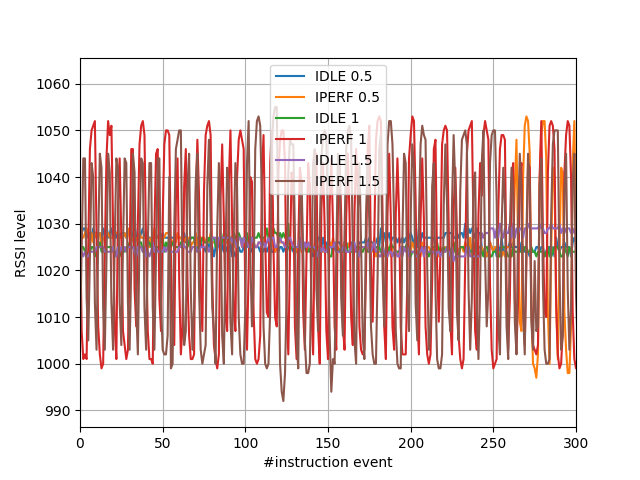 1060
1050
1040
1030
1020
1010
1000
990
RSSI level
IDLE 0.5
IPERF 0.5
IDLE 1
IPERF 1
IDLE 1.5
IPERF 1.5
0 50 100 150 200 250 300
#instruction event